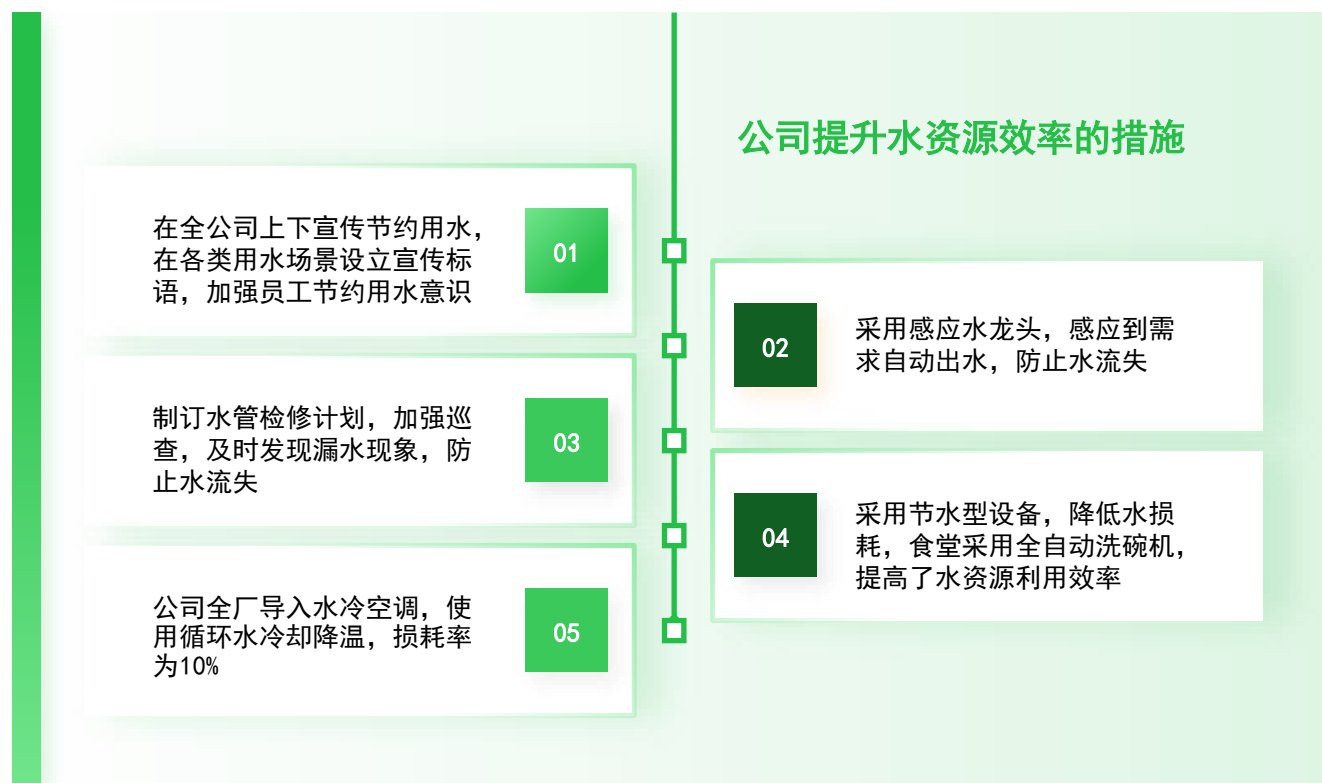 公司提升水资源效率的措施
01
在全公司上下宣传节约用水，
在各类用水场景设立宣传标
语，加强员工节约用水意识
02
采用感应水龙头，感应到需
求自动出水，防止水流失
03
制订水管检修计划，加强巡
查，及时发现漏水现象，防
止水流失
04
采用节水型设备，降低水损
耗，食堂采用全自动洗碗机，
提高了水资源利用效率
05
公司全厂导入水冷空调，使
用循环水冷却降温，损耗率
为10%